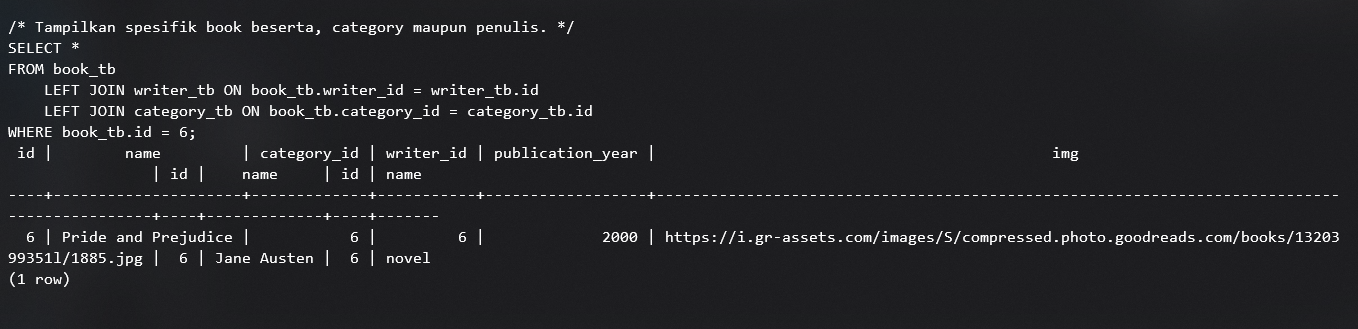 /* Tampilkan spesifik book beserta, category maupun penulis. */
SELECT *
FROM book_tb
    LEFT JOIN writer_tb ON book_tb.writer_id = writer_tb.id
    LEFT JOIN category_tb ON book_tb.category_id = category_tb.id
WHERE book_tb.id = 6;
 id |        name         | category_id | writer_id | publication_year |                                            img
                | id |    name     | id | name
----+---------------------+-------------+-----------+------------------+----------------------------------------------------------------------------
----------------+----+-------------+----+-------
  6 | Pride and Prejudice |           6 |         6 |             2000 | https://i.gr-assets.com/images/S/compressed.photo.goodreads.com/books/13203
99351l/1885.jpg |  6 | Jane Austen |  6 | novel
(1 row)